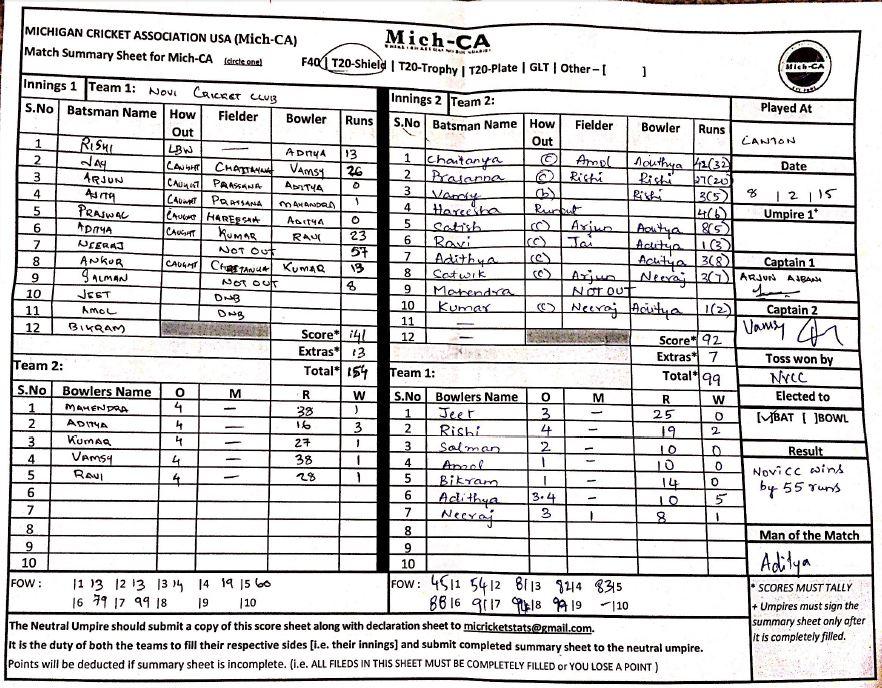 MICHIGAN CRICKET ASSOCIATION USA (Mich-CA)
Mich-CA
Match Summary Sheet for Mich-CA (circle one) F40 | T20-Shield | T20-Trophy | T20-Plate | GLT | Other – [ ]
Mich-CA
Innings 1 Team 1: NOVI CRICKET CLUB
S.No Batsman Name How Out Fielder Bowler Runs
1 RISHI LBW — ADITYA 13
2 JAY CAUGHT CHAITANYA VAMSY 26
3 ARJUN CAUGHT PRASSANA ADITYA 0
4 CAUGHT PRASSANA MAHENDRA 1
5 PRAJWAL CAUGHT HAREESHA ADITYA 0
6 ADITYA CAUGHT KUMAR RAVI 23
7 NEERAJ NOT OUT 57
8 ANKUR CAUGHT CHAITANYA KUMAR 13
9 SALMAN NOT OUT 8
10 JEET DNB
11 AMOL DNB
12 BIKRAM
Score* 141
Extras* 13
Total* 154
Team 2:
S.No Bowlers Name O M R W
1 MAHENDRA 4 — 38 1
2 ADITYA 4 — 16 3
3 KUMAR 4 — 27 1
4 VAMSY 4 — 38 1
5 RAVI 4 — 28 1
6
7
8
9
10
FOW : |1 13 |2 13 |3 14 |4 19 |5 60
|6 79 |7 99 |8 |9 |10
Innings 2 Team 2:
S.No Batsman Name How Out Fielder Bowler Runs
1 Chaitanya (C) Amol Adithya 42(32)
2 Prasanna (C) Rishi Rishi 27(20)
3 Vamsy (b) Rishi 3(5)
4 Hareesha Runout 4(6)
5 Satish (C) Arjun Aditya 8(5)
6 Ravi (C) Jai Aditya 1(3)
7 Adithya (C) Aditya 3(8)
8 Satwik (C) Arjun Neeraj 3(7)
9 Mahendra NOT OUT
10 Kumar (C) Neeraj Aditya 1(2)
11 —
12 —
Score* 92
Extras* 7
Total* 99
Team 1:
S.No Bowlers Name O M R W
1 Jeet 3 – 25 0
2 Rishi 4 – 19 2
3 Salman 2 – 10 0
4 Amol 1 – 10 0
5 Bikram 1 – 14 0
6 Adithya 3.4 – 10 5
7 Neeraj 3 1 8 1
8
9
10
FOW : 45|1 54|2 81|3 82|4 83|5
88|6 91|7 |8 99|9 –|10
Played At
CANTON
Date
8 | 2 | 15
Umpire 1+
Captain 1
ARJUN AJBANI
Captain 2
Vamsy
Toss won by
NVCC
Elected to
[✓]BAT [ ]BOWL
Result
NoviCC wins
by 55 runs
Man of the Match
Aditya
* SCORES MUST TALLY
+ Umpires must sign the
summary sheet only after
it is completely filled.
The Neutral Umpire should submit a copy of this score sheet along with declaration sheet to micricketstats@gmail.com.
It is the duty of both the teams to fill their respective sides [i.e. their innings] and submit completed summary sheet to the neutral umpire.
Points will be deducted if summary sheet is incomplete. (i.e. ALL FILEDS IN THIS SHEET MUST BE COMPLETELY FILLED or YOU LOSE A POINT )